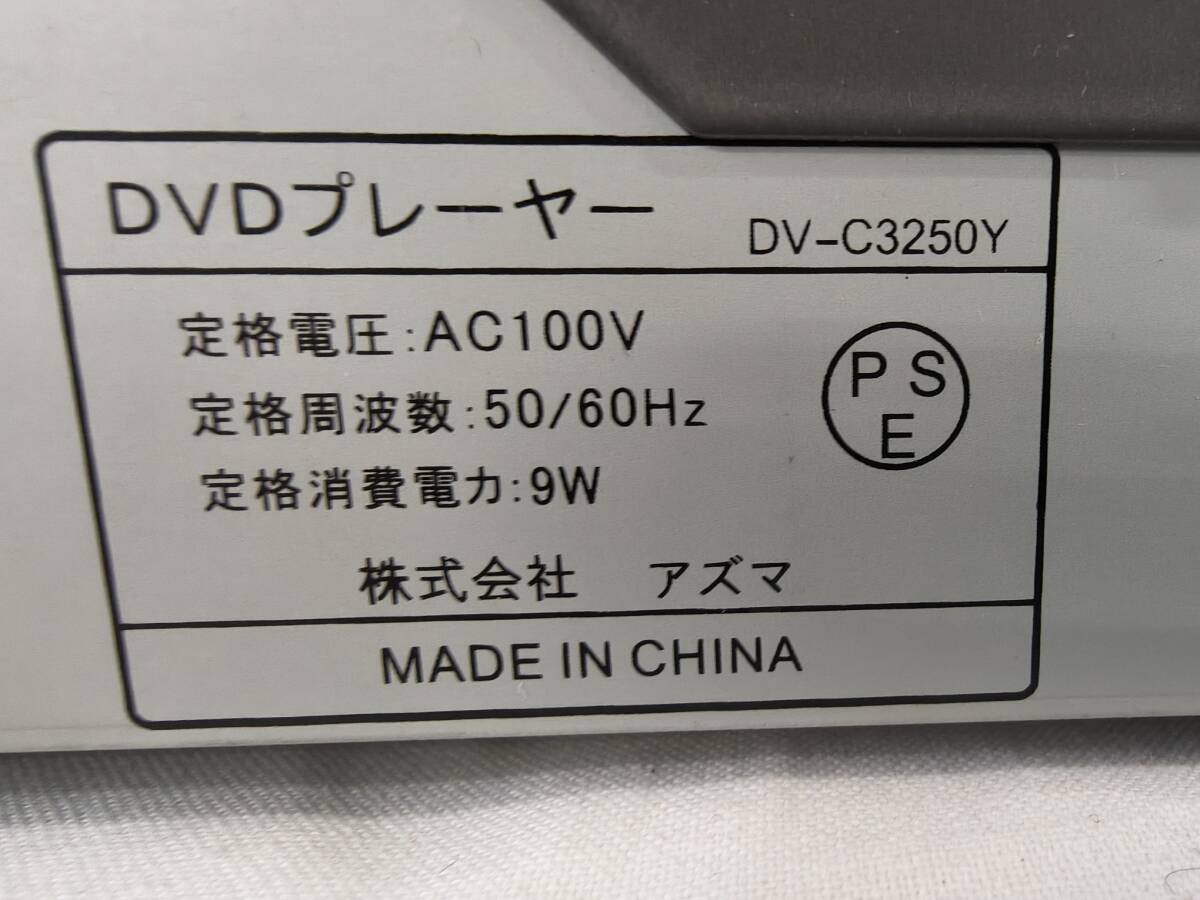 DVDプレーヤー DV-C3250Y
定格電圧:AC100V
定格周波数:50/60Hz
定格消費電力:9W
PSE
株式会社 アズマ
MADE IN CHINA